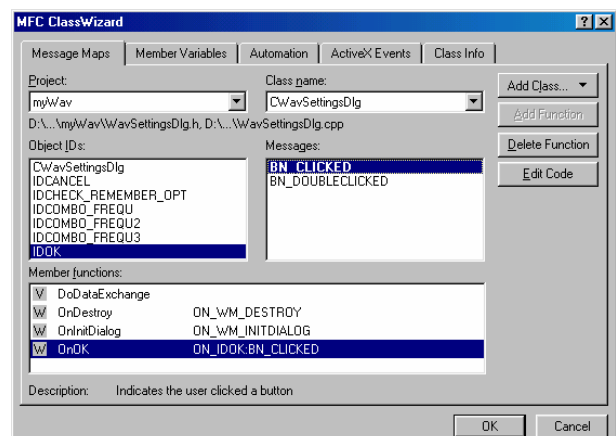 MFC ClassWizard
Message Maps Member Variables Automation ActiveX Events Class Info
Project:
myWav
Class name:
CWavSettingsDlg
Add Class...
Add Function
Delete Function
Edit Code
D:\...\myWav\WavSettingsDlg.h, D:\...\WavSettingsDlg.cpp
Object IDs:
CWavSettingsDlg
IDCANCEL
IDCHECK_REMEMBER_OPT
IDCOMBO_FREQU
IDCOMBO_FREQU2
IDCOMBO_FREQU3
IDOK
Messages:
BN_CLICKED
BN_DOUBLECLICKED
Member functions:
V DoDataExchange
W OnDestroy ON_WM_DESTROY
W OnInitDialog ON_WM_INITDIALOG
W OnOK ON_IDOK:BN_CLICKED
Description: Indicates the user clicked a button
OK Cancel